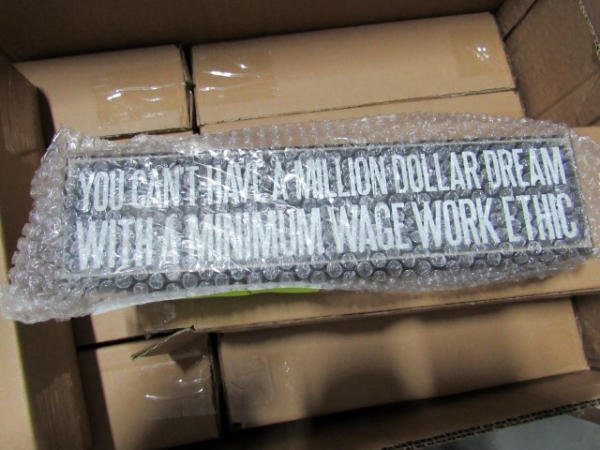 YOU CAN'T HAVE A MILLION DOLLAR DREAM
WITH A MINIMUM WAGE WORK ETHIC